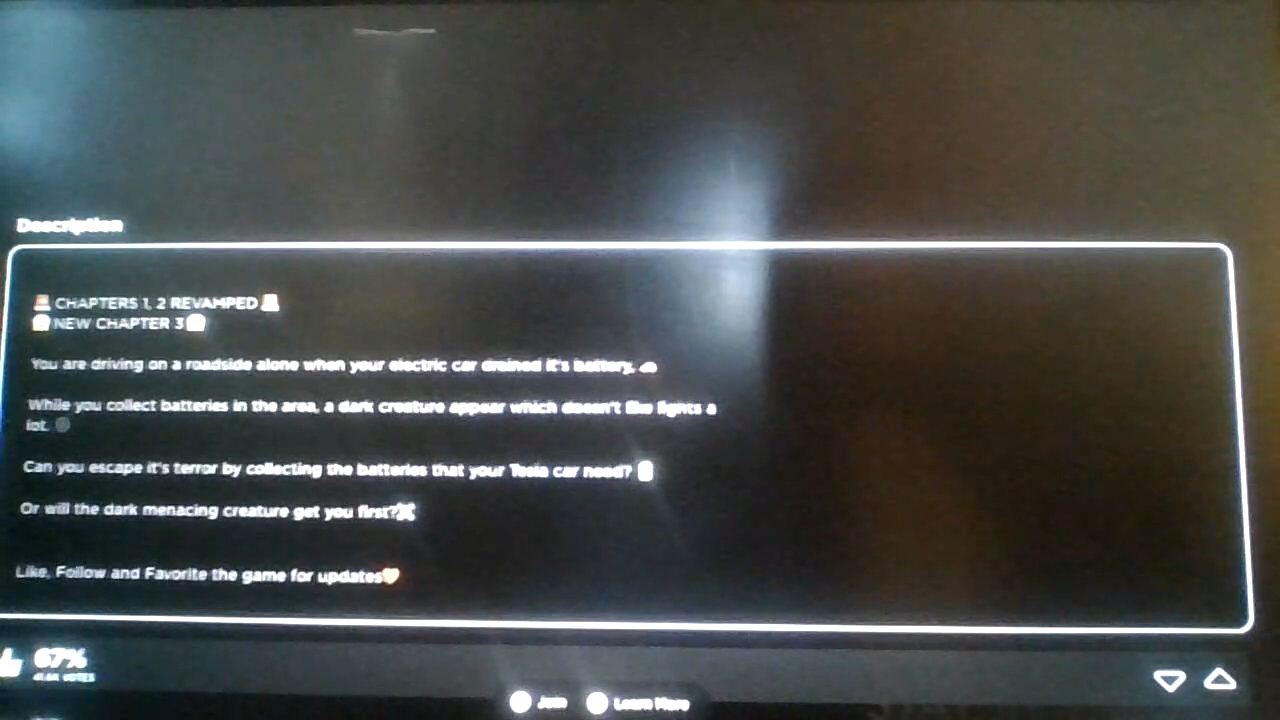 Description
CHAPTERS 1, 2 REVAMPED
NEW CHAPTER 3
You are driving on a roadside alone when your electric car drained it's battery.
While you collect batteries in the area, a dark creature appear which doesn't like lights a
lot.
Can you escape it's terror by collecting the batteries that your Tesla car need?
Or will the dark menacing creature get you first?
Like, Follow and Favorite the game for updates
67%
VOTES
Join Learn More